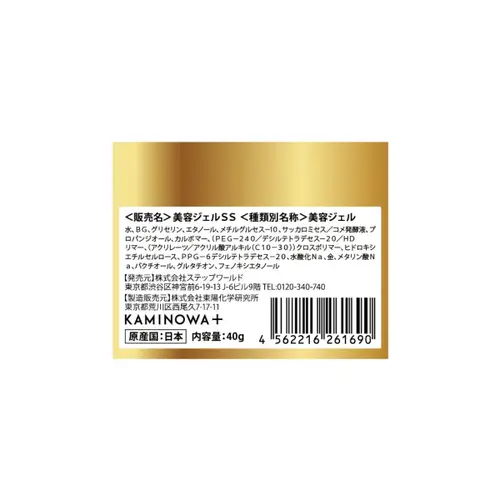 <販売名>美容ジェルSS <種類別名称>美容ジェル
水、BG、グリセリン、エタノール、メチルグルセス-10、サッカロミセス/コメ発酵液、プ
ロパンジオール、カルボマー、(PEG-240/デシルテトラデセス-20/HD
I)コポリマー、(アクリレーツ/アクリル酸アルキル(C10-30))クロスポリマー、ヒドロキシ
エチルセルロース、PPG-6デシルテトラデセス-20、水酸化Na、金、メタリン酸N
a、バクチオール、グルタチオン、フェノキシエタノール
[発売元]株式会社ステップワールド
東京都渋谷区神宮前6-19-13 J-6ビル9階 TEL:0120-340-740
[製造販売元]株式会社東陽化学研究所
東京都荒川区西尾久7-17-11
KAMINOWA+
原産国:日本 内容量:40g
4 562216 261690